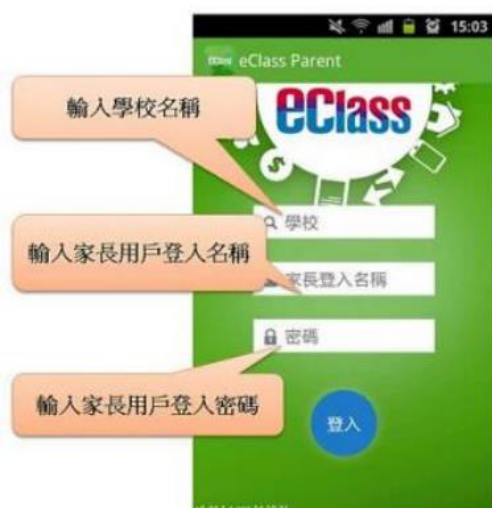 15:03
eClass Parent
eClass
輸入學校名稱
學校
輸入家長用戶登入名稱
家長登入名稱
密碼
輸入家長用戶登入密碼
登入